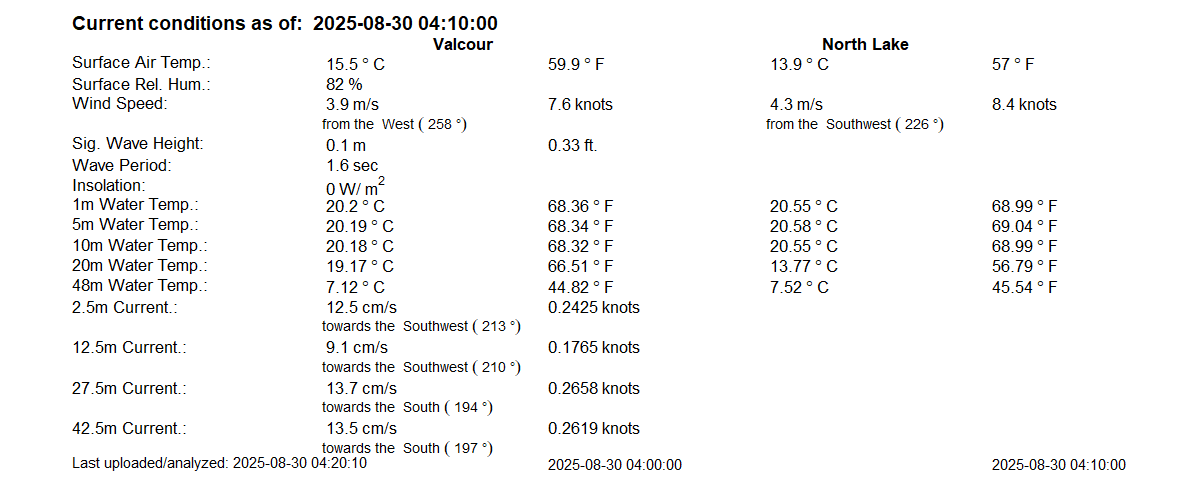 Current conditions as of: 2025-08-30 04:10:00
Valcour North Lake
Surface Air Temp.: 15.5 ° C 59.9 ° F 13.9 ° C 57 ° F
Surface Rel. Hum.: 82 %
Wind Speed: 3.9 m/s 7.6 knots 4.3 m/s 8.4 knots
from the West ( 258 °) from the Southwest ( 226 °)
Sig. Wave Height: 0.1 m 0.33 ft.
Wave Period: 1.6 sec
Insolation: 0 W/ m2
1m Water Temp.: 20.2 ° C 68.36 ° F 20.55 ° C 68.99 ° F
5m Water Temp.: 20.19 ° C 68.34 ° F 20.58 ° C 69.04 ° F
10m Water Temp.: 20.18 ° C 68.32 ° F 20.55 ° C 68.99 ° F
20m Water Temp.: 19.17 ° C 66.51 ° F 13.77 ° C 56.79 ° F
48m Water Temp.: 7.12 ° C 44.82 ° F 7.52 ° C 45.54 ° F
2.5m Current.: 12.5 cm/s 0.2425 knots
towards the Southwest ( 213 °)
12.5m Current.: 9.1 cm/s 0.1765 knots
towards the Southwest ( 210 °)
27.5m Current.: 13.7 cm/s 0.2658 knots
towards the South ( 194 °)
42.5m Current.: 13.5 cm/s 0.2619 knots
towards the South ( 197 °)
Last uploaded/analyzed: 2025-08-30 04:20:10 2025-08-30 04:00:00 2025-08-30 04:10:00